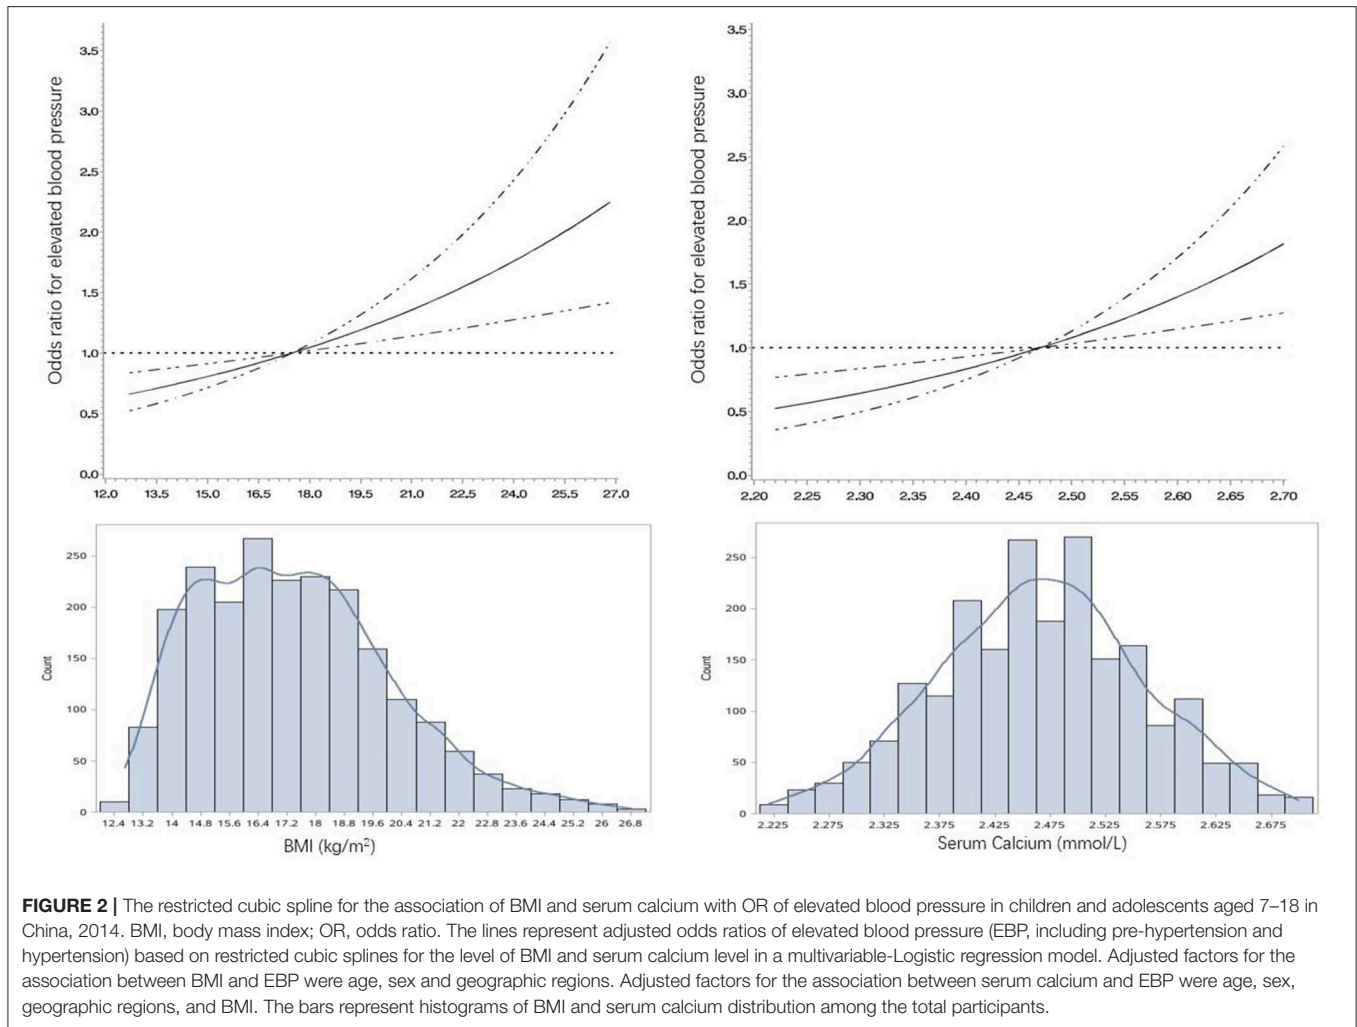 Odds ratio for elevated blood pressure
3.5
3.0
2.5
2.0
1.5
1.0
0.5
0.0
12.0 13.5 15.0 16.5 18.0 19.5 21.0 22.5 24.0 25.5 27.0
Odds ratio for elevated blood pressure
3.5
3.0
2.5
2.0
1.5
1.0
0.5
0.0
2.20 2.25 2.30 2.35 2.40 2.45 2.50 2.55 2.60 2.65 2.70
Count
250
200
150
100
50
0
12.4 13.2 14 14.8 15.6 16.4 17.2 18 18.8 19.6 20.4 21.2 22 22.8 23.6 24.4 25.2 26 26.8
BMI (kg/m²)
Count
250
200
150
100
50
0
2.225 2.275 2.325 2.375 2.425 2.475 2.525 2.575 2.625 2.675
Serum Calcium (mmol/L)
FIGURE 2 | The restricted cubic spline for the association of BMI and serum calcium with OR of elevated blood pressure in children and adolescents aged 7–18 in
China, 2014. BMI, body mass index; OR, odds ratio. The lines represent adjusted odds ratios of elevated blood pressure (EBP, including pre-hypertension and
hypertension) based on restricted cubic splines for the level of BMI and serum calcium level in a multivariable-Logistic regression model. Adjusted factors for the
association between BMI and EBP were age, sex and geographic regions. Adjusted factors for the association between serum calcium and EBP were age, sex,
geographic regions, and BMI. The bars represent histograms of BMI and serum calcium distribution among the total participants.